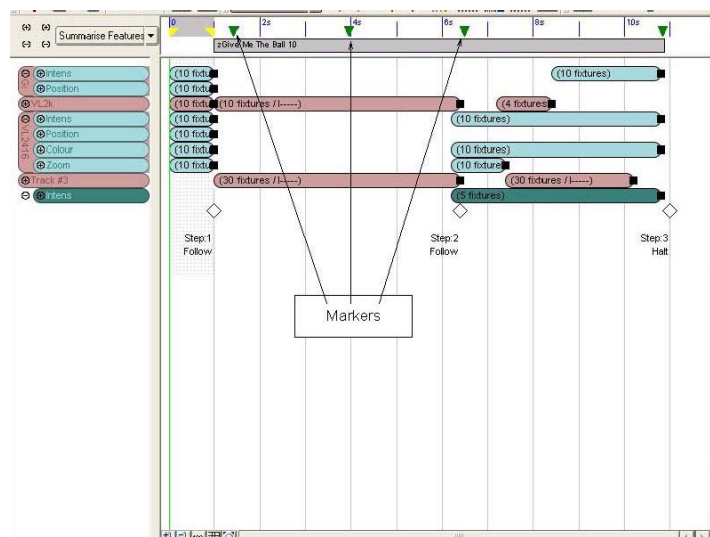 0 2s 4s 6s 8s 10s
Summarise Features
zGive Me The Ball 10
Intens (10 fixtu (10 fixtures)
Position (10 fixtu
VL2k (10 fixtu (10 fixtures / I-----) (4 fixtures
VL2416
Intens (10 fixtu (10 fixtures)
Position (10 fixtu
Colour (10 fixtu (10 fixtures)
Zoom (10 fixtu (10 fixture
Track #3 (30 fixtures / I-----) (30 fixtures / I-----)
Intens (5 fixtures)
Step:1 Step:2 Step:3
Follow Follow Halt
Markers